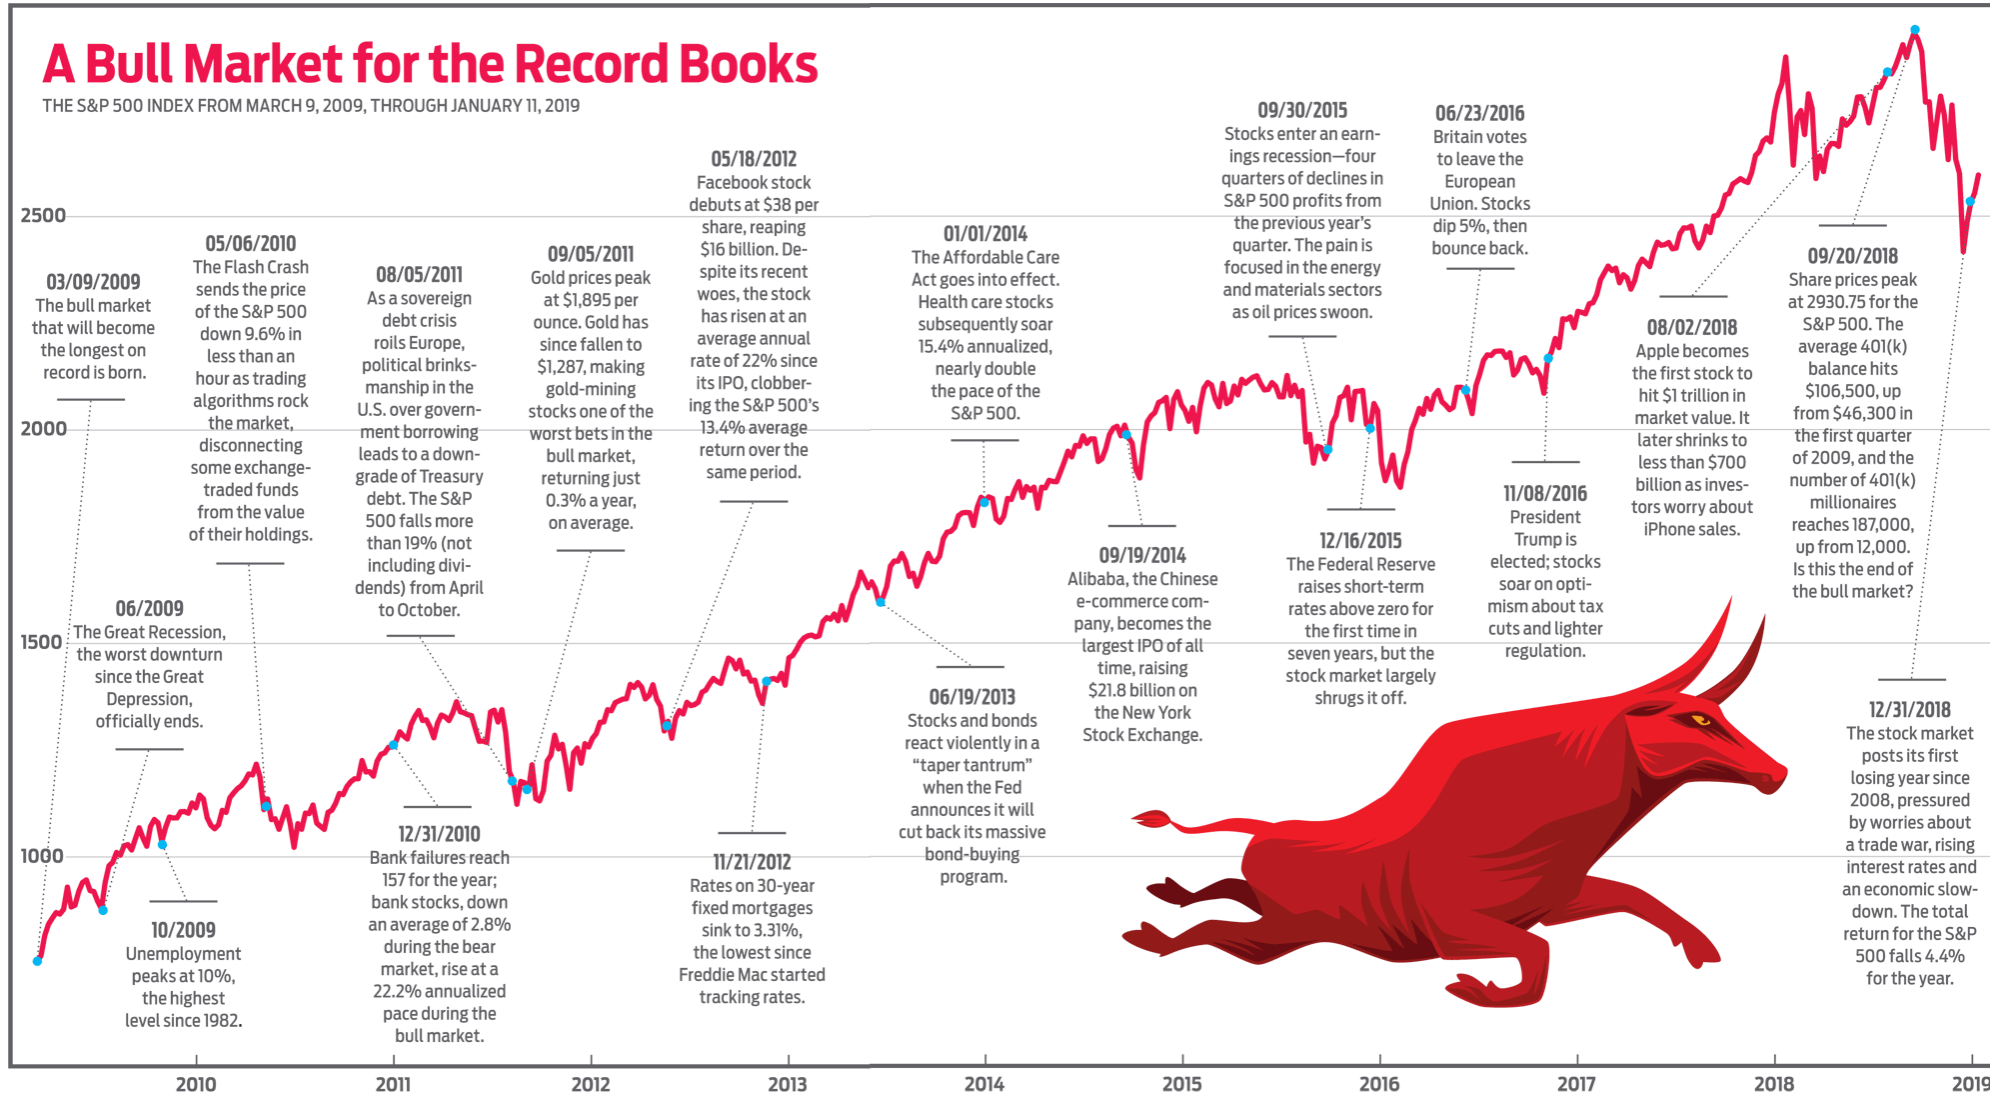 A Bull Market for the Record Books
THE S&P 500 INDEX FROM MARCH 9, 2009, THROUGH JANUARY 11, 2019
2500
2000
1500
1000
03/09/2009
The bull market
that will become
the longest on
record is born.
06/2009
The Great Recession,
the worst downturn
since the Great
Depression,
officially ends.
10/2009
Unemployment
peaks at 10%,
the highest
level since 1982.
05/06/2010
The Flash Crash
sends the price
of the S&P 500
down 9.6% in
less than an
hour as trading
algorithms rock
the market,
disconnecting
some exchange-
traded funds
from the value
of their holdings.
08/05/2011
As a sovereign
debt crisis
roils Europe,
political brinks-
manship in the
U.S. over govern-
ment borrowing
leads to a down-
grade of Treasury
debt. The S&P
500 falls more
than 19% (not
including divi-
dends) from April
to October.
12/31/2010
Bank failures reach
157 for the year;
bank stocks, down
an average of 2.8%
during the bear
market, rise at a
22.2% annualized
pace during the
bull market.
09/05/2011
Gold prices peak
at $1,895 per
ounce. Gold has
since fallen to
$1,287, making
gold-mining
stocks one of the
worst bets in the
bull market,
returning just
0.3% a year,
on average.
05/18/2012
Facebook stock
debuts at $38 per
share, reaping
$16 billion. De-
spite its recent
woes, the stock
has risen at an
average annual
rate of 22% since
its IPO, clobber-
ing the S&P 500's
13.4% average
return over the
same period.
11/21/2012
Rates on 30-year
fixed mortgages
sink to 3.31%,
the lowest since
Freddie Mac started
tracking rates.
01/01/2014
The Affordable Care
Act goes into effect.
Health care stocks
subsequently soar
15.4% annualized,
nearly double
the pace of the
S&P 500.
06/19/2013
Stocks and bonds
react violently in a
“taper tantrum”
when the Fed
announces it will
cut back its massive
bond-buying
program.
09/19/2014
Alibaba, the Chinese
e-commerce com-
pany, becomes the
largest IPO of all
time, raising
$21.8 billion on
the New York
Stock Exchange.
09/30/2015
Stocks enter an earn-
ings recession—four
quarters of declines in
S&P 500 profits from
the previous year's
quarter. The pain is
focused in the energy
and materials sectors
as oil prices swoon.
12/16/2015
The Federal Reserve
raises short-term
rates above zero for
the first time in
seven years, but the
stock market largely
shrugs it off.
06/23/2016
Britain votes
to leave the
European
Union. Stocks
dip 5%, then
bounce back.
11/08/2016
President
Trump is
elected; stocks
soar on opti-
mism about tax
cuts and lighter
regulation.
08/02/2018
Apple becomes
the first stock to
hit $1 trillion in
market value. It
later shrinks to
less than $700
billion as inves-
tors worry about
iPhone sales.
09/20/2018
Share prices peak
at 2930.75 for the
S&P 500. The
average 401(k)
balance hits
$106,500, up
from $46,300 in
the first quarter
of 2009, and the
number of 401(k)
millionaires
reaches 187,000,
up from 12,000.
Is this the end of
the bull market?
12/31/2018
The stock market
posts its first
losing year since
2008, pressured
by worries about
a trade war, rising
interest rates and
an economic slow-
down. The total
return for the S&P
500 falls 4.4%
for the year.
2010
2011
2012
2013
2014
2015
2016
2017
2018
2019